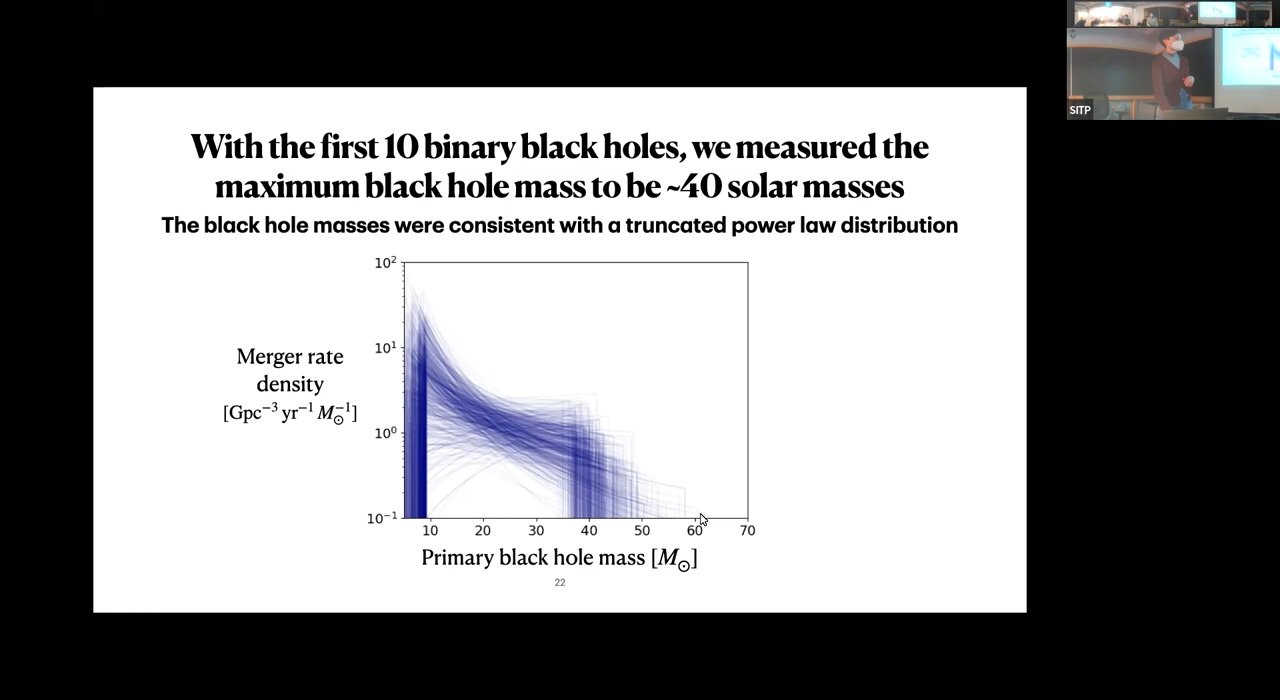 With the first 10 binary black holes, we measured the
maximum black hole mass to be ~40 solar masses
The black hole masses were consistent with a truncated power law distribution
10²
10¹
10⁰
10⁻¹
Merger rate
density
[Gpc⁻³ yr⁻¹ M⊙⁻¹]
10 20 30 40 50 60 70
Primary black hole mass [M⊙]
22
SITP